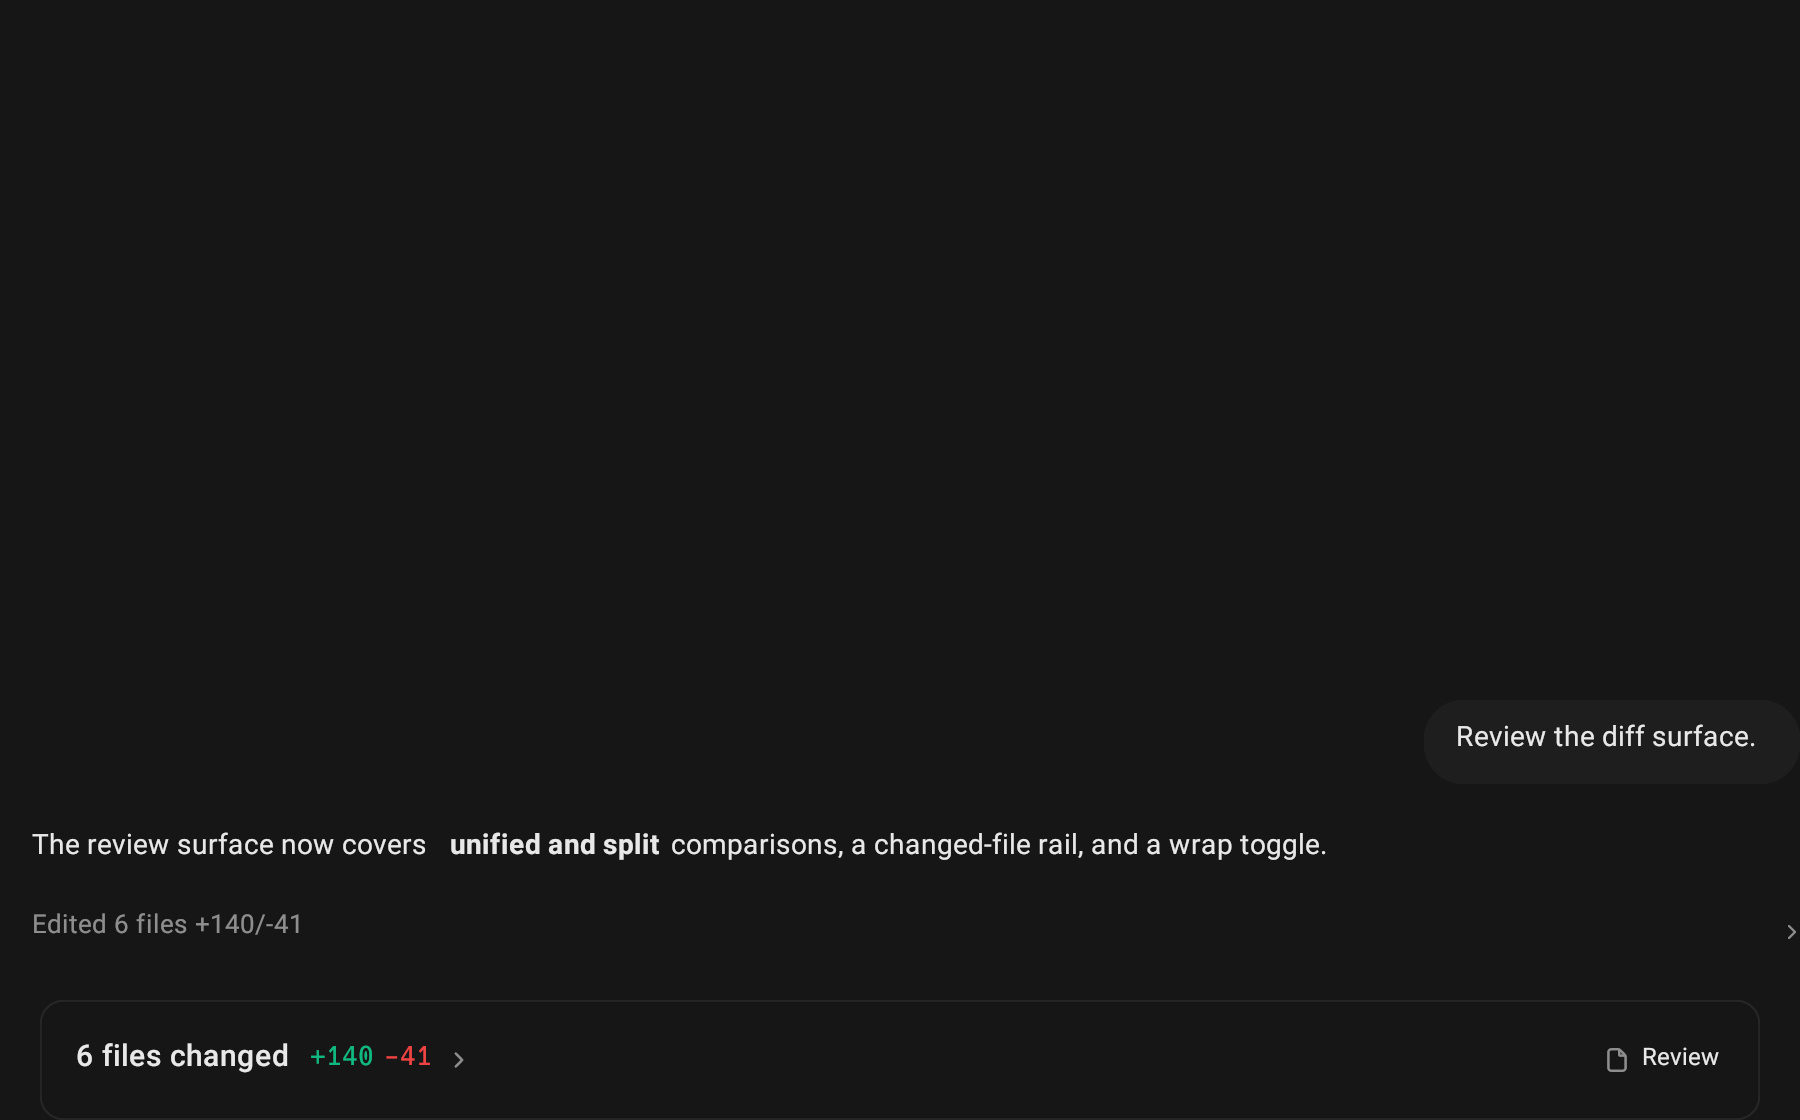 Review the diff surface.
The review surface now covers unified and split comparisons, a changed-file rail, and a wrap toggle.
Edited 6 files +140/-41
6 files changed +140 -41 Review